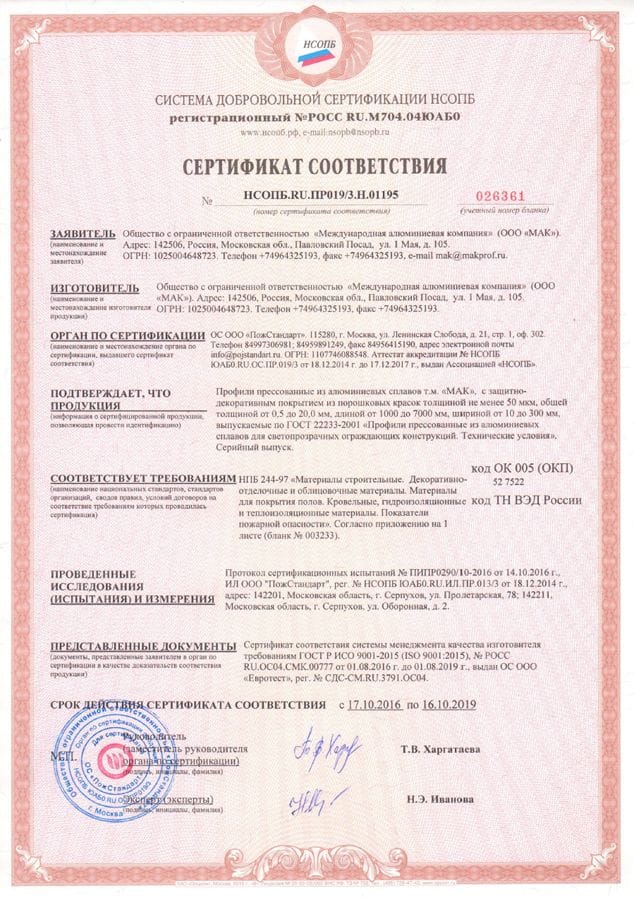 НСОПБ
СИСТЕМА ДОБРОВОЛЬНОЙ СЕРТИФИКАЦИИ НСОПБ
регистрационный №РОСС RU.М704.04ЮАБ0
www.нсопб.рф, e-mail:nsopb@nsopb.ru
СЕРТИФИКАТ СООТВЕТСТВИЯ
№ НСОПБ.RU.ПР019/3.Н.01195 026361
(номер сертификата соответствия) (учетный номер бланка)
ЗАЯВИТЕЛЬ
(наименование и
местонахождение
заявителя)
Общество с ограниченной ответственностью «Международная алюминиевая компания» (ООО «МАК»).
Адрес: 142506, Россия, Московская обл., Павловский Посад, ул. 1 Мая, д. 105.
ОГРН: 1025004648723. Телефон +74964325193, факс +74964325193, e-mail mak@makprof.ru.
ИЗГОТОВИТЕЛЬ
(наименование и
местонахождение изготовителя
продукции)
Общество с ограниченной ответственностью «Международная алюминиевая компания» (ООО
«МАК»). Адрес: 142506, Россия, Московская обл., Павловский Посад, ул. 1 Мая, д. 105.
ОГРН: 1025004648723. Телефон +74964325193, факс +74964325193.
ОРГАН ПО СЕРТИФИКАЦИИ
(наименование и местонахождение органа по
сертификации, выдавшего сертификат
соответствия)
ОС ООО «ПожСтандарт». 115280, г. Москва, ул. Ленинская Слобода, д. 21, стр. 1, оф. 302.
Телефон 84997306981; 84959891249, факс 84956415190, адрес электронной почты
info@pojstandart.ru. ОГРН: 1107746088548. Аттестат аккредитации № НСОПБ
ЮАБ0.RU.ОС.ПР.019/3 от 18.12.2014 г. до 17.12.2017 г., выдан Ассоциацией «НСОПБ».
ПОДТВЕРЖДАЕТ, ЧТО
ПРОДУКЦИЯ
(информация о сертифицированной продукции,
позволяющая провести идентификацию)
Профили прессованные из алюминиевых сплавов т.м. «МАК», с защитно-
декоративным покрытием из порошковых красок толщиной не менее 50 мкм, общей
толщиной от 0,5 до 20,0 мм, длиной от 1000 до 7000 мм, шириной от 10 до 300 мм,
выпускаемые по ГОСТ 22233-2001 «Профили прессованные из алюминиевых
сплавов для светопрозрачных ограждающих конструкций. Технические условия».
Серийный выпуск.
код ОК 005 (ОКП)
52 7522
код ТН ВЭД России
СООТВЕТСТВУЕТ ТРЕБОВАНИЯМ
(наименование национальных стандартов, стандартов
организаций, сводов правил, условий договоров на
соответствие требованиям которых проводилась
сертификация)
НПБ 244-97 «Материалы строительные. Декоративно-
отделочные и облицовочные материалы. Материалы
для покрытия полов. Кровельные, гидроизоляционные
и теплоизоляционные материалы. Показатели
пожарной опасности». Согласно приложению на 1
листе (бланк № 003233).
ПРОВЕДЕННЫЕ
ИССЛЕДОВАНИЯ
(ИСПЫТАНИЯ) И ИЗМЕРЕНИЯ
Протокол сертификационных испытаний № ПИПР0290/10-2016 от 14.10.2016 г.,
ИЛ ООО "ПожСтандарт", рег. № НСОПБ ЮАБ0.RU.ИЛ.ПР.013/3 от 18.12.2014 г.,
адрес: 142201, Московская область, г. Серпухов, ул. Пролетарская, 78; 142211,
Московская область, г. Серпухов, ул. Оборонная, д. 2.
ПРЕДСТАВЛЕННЫЕ ДОКУМЕНТЫ
(документы, представленные заявителем в орган по
сертификации в качестве доказательств соответствия
продукции)
Сертификат соответствия системы менеджмента качества изготовителя
требованиям ГОСТ Р ИСО 9001-2015 (ISO 9001:2015), № РОСС
RU.ОС04.СМК.00777 от 01.08.2016 г. до 01.08.2019 г., выдан ОС ООО
«Евротест», рег. № СДС-СМ.RU.3791.ОС04.
СРОК ДЕЙСТВИЯ СЕРТИФИКАТА СООТВЕТСТВИЯ с 17.10.2016 по 16.10.2019
М.П.
Руководитель
(заместитель руководителя
органа по сертификации)
(подпись, инициалы, фамилия)
Т.В. Харгатаева
Эксперт (эксперты)
(подпись, инициалы, фамилия)
Н.Э. Иванова
Общество с ограниченной ответственностью
Орган по сертификации
Для сертификатов
ОС «ПожСтандарт»
г. Москва